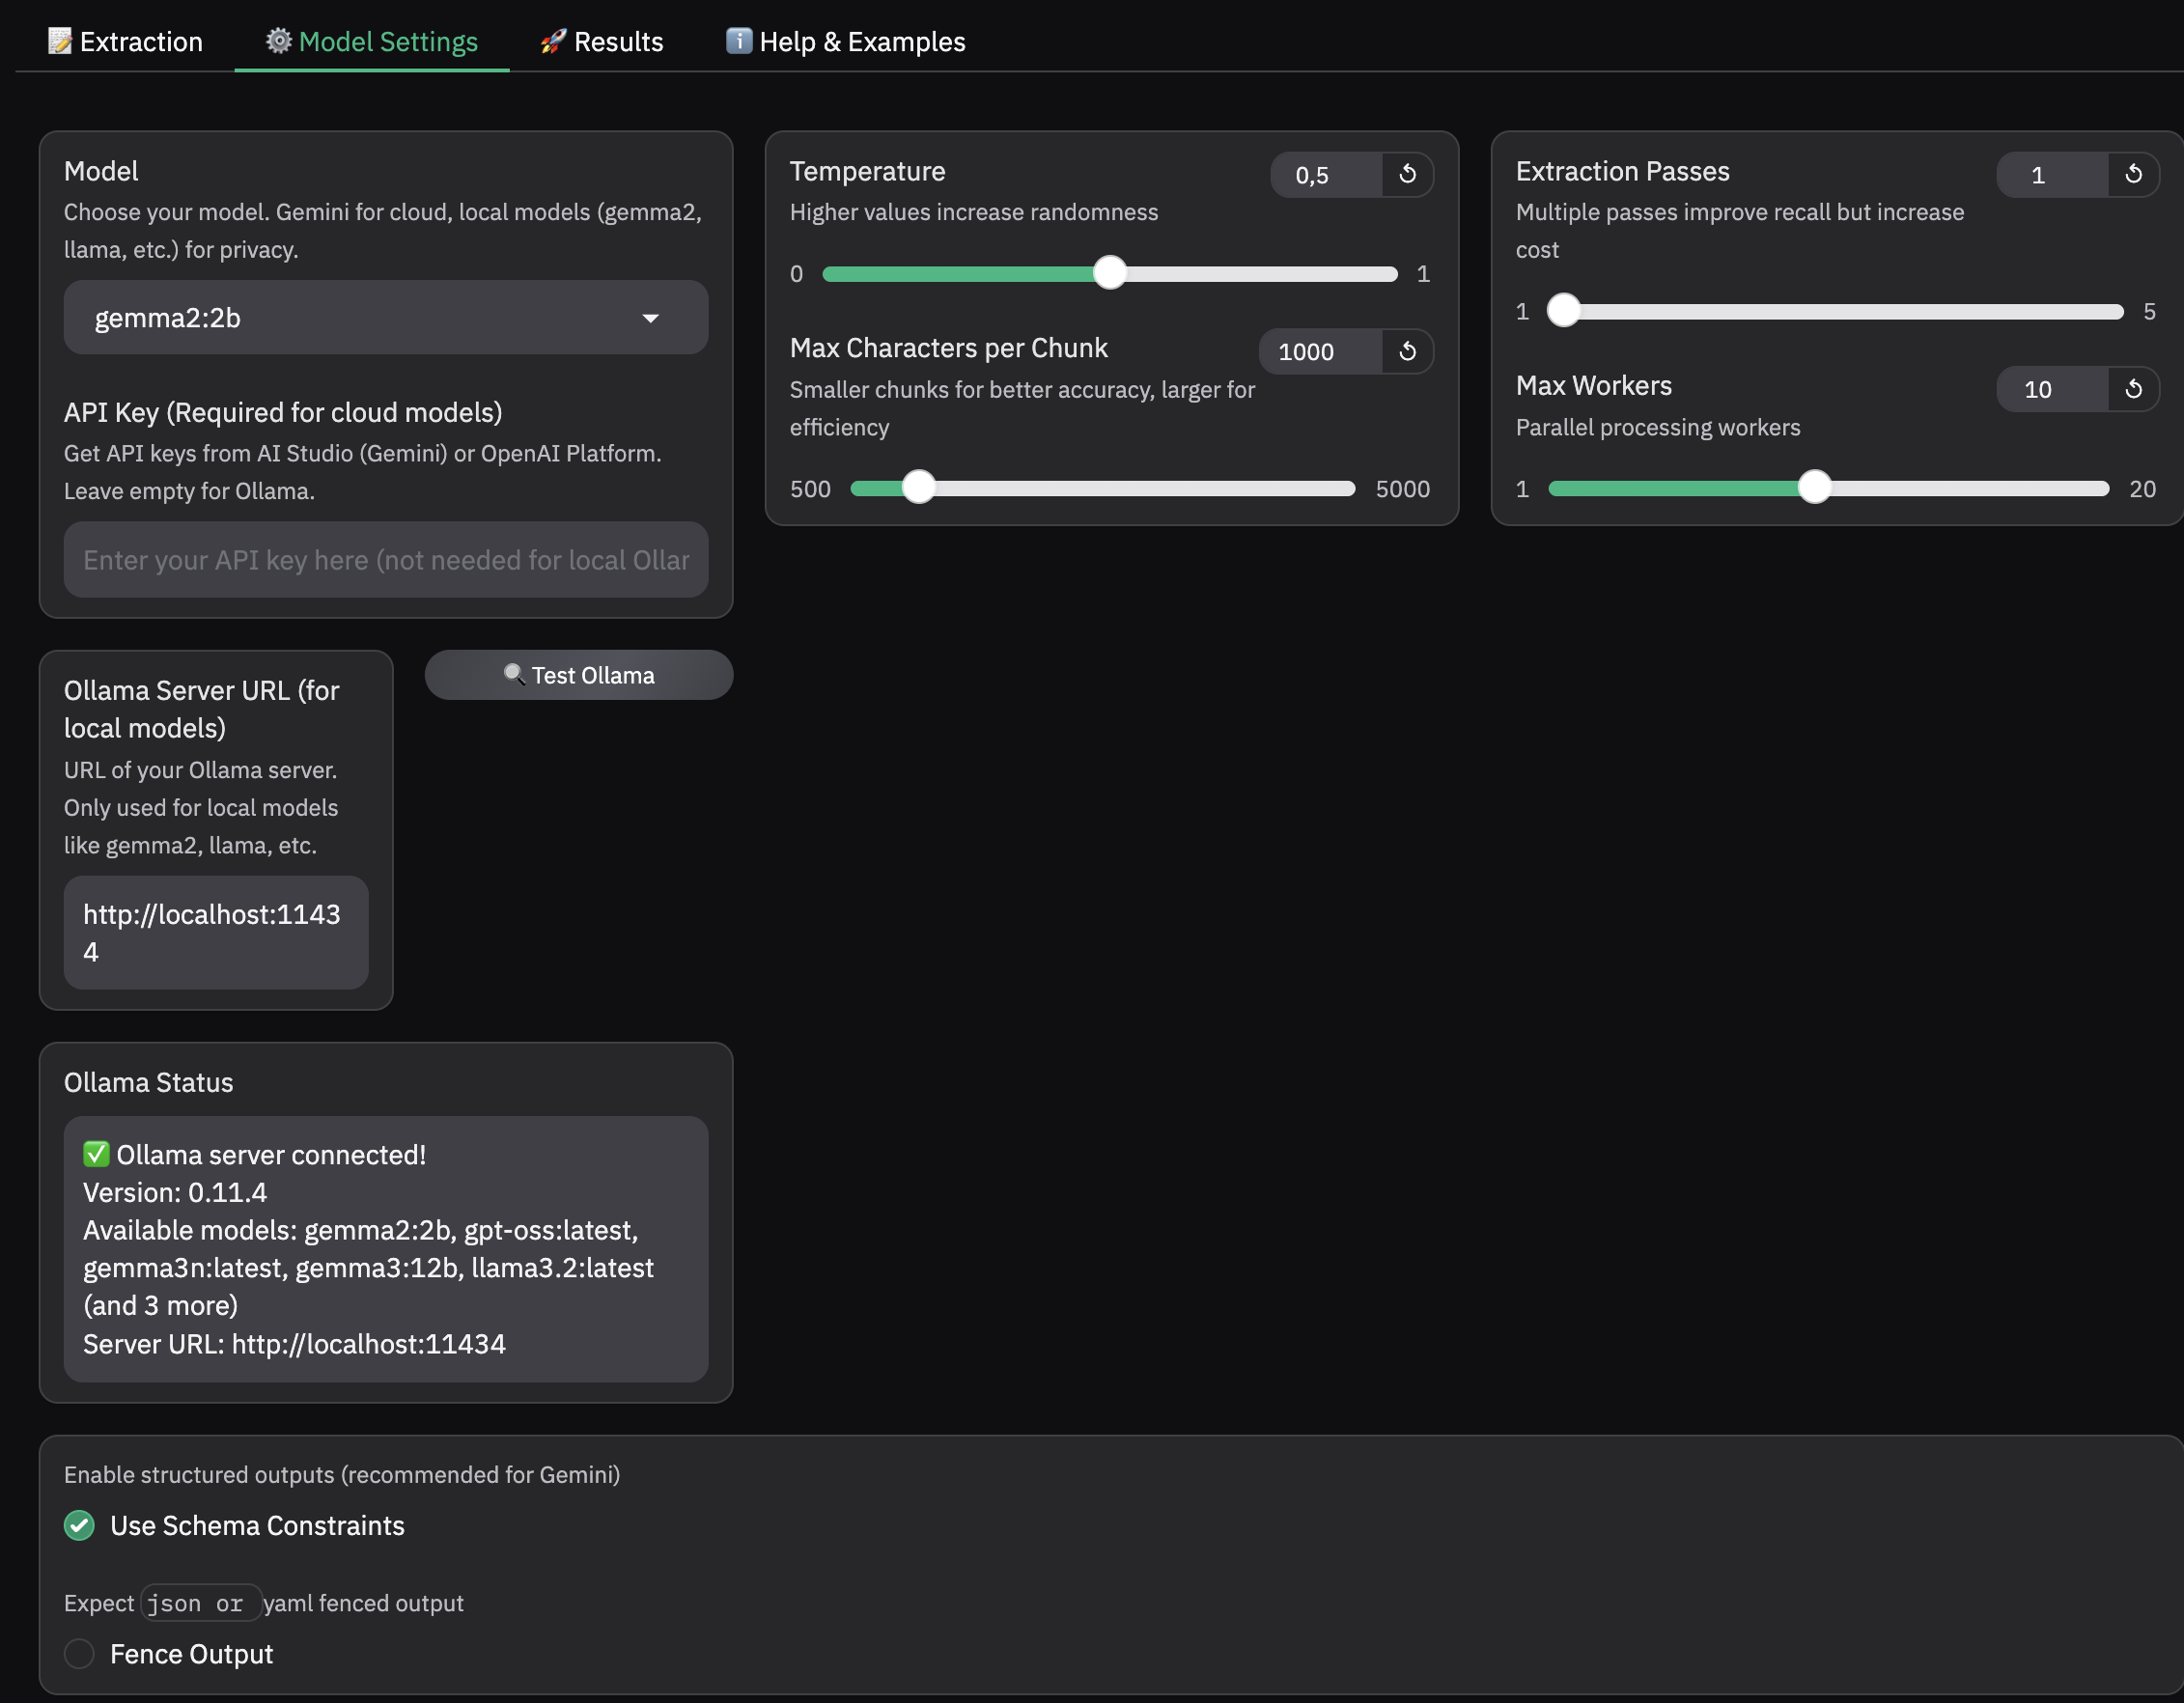 Extraction
Model Settings
Results
Help & Examples
Model
Choose your model. Gemini for cloud, local models (gemma2,
llama, etc.) for privacy.
gemma2:2b
API Key (Required for cloud models)
Get API keys from AI Studio (Gemini) or OpenAI Platform.
Leave empty for Ollama.
Enter your API key here (not needed for local Ollar
Temperature
0,5
Higher values increase randomness
0
1
Max Characters per Chunk
1000
Smaller chunks for better accuracy, larger for
efficiency
500
5000
Extraction Passes
1
Multiple passes improve recall but increase
cost
1
5
Max Workers
10
Parallel processing workers
1
20
Ollama Server URL (for
local models)
URL of your Ollama server.
Only used for local models
like gemma2, llama, etc.
http://localhost:1143
4
Test Ollama
Ollama Status
✅ Ollama server connected!
Version: 0.11.4
Available models: gemma2:2b, gpt-oss:latest,
gemma3n:latest, gemma3:12b, llama3.2:latest
(and 3 more)
Server URL: http://localhost:11434
Enable structured outputs (recommended for Gemini)
Use Schema Constraints
Expect json or yaml fenced output
Fence Output